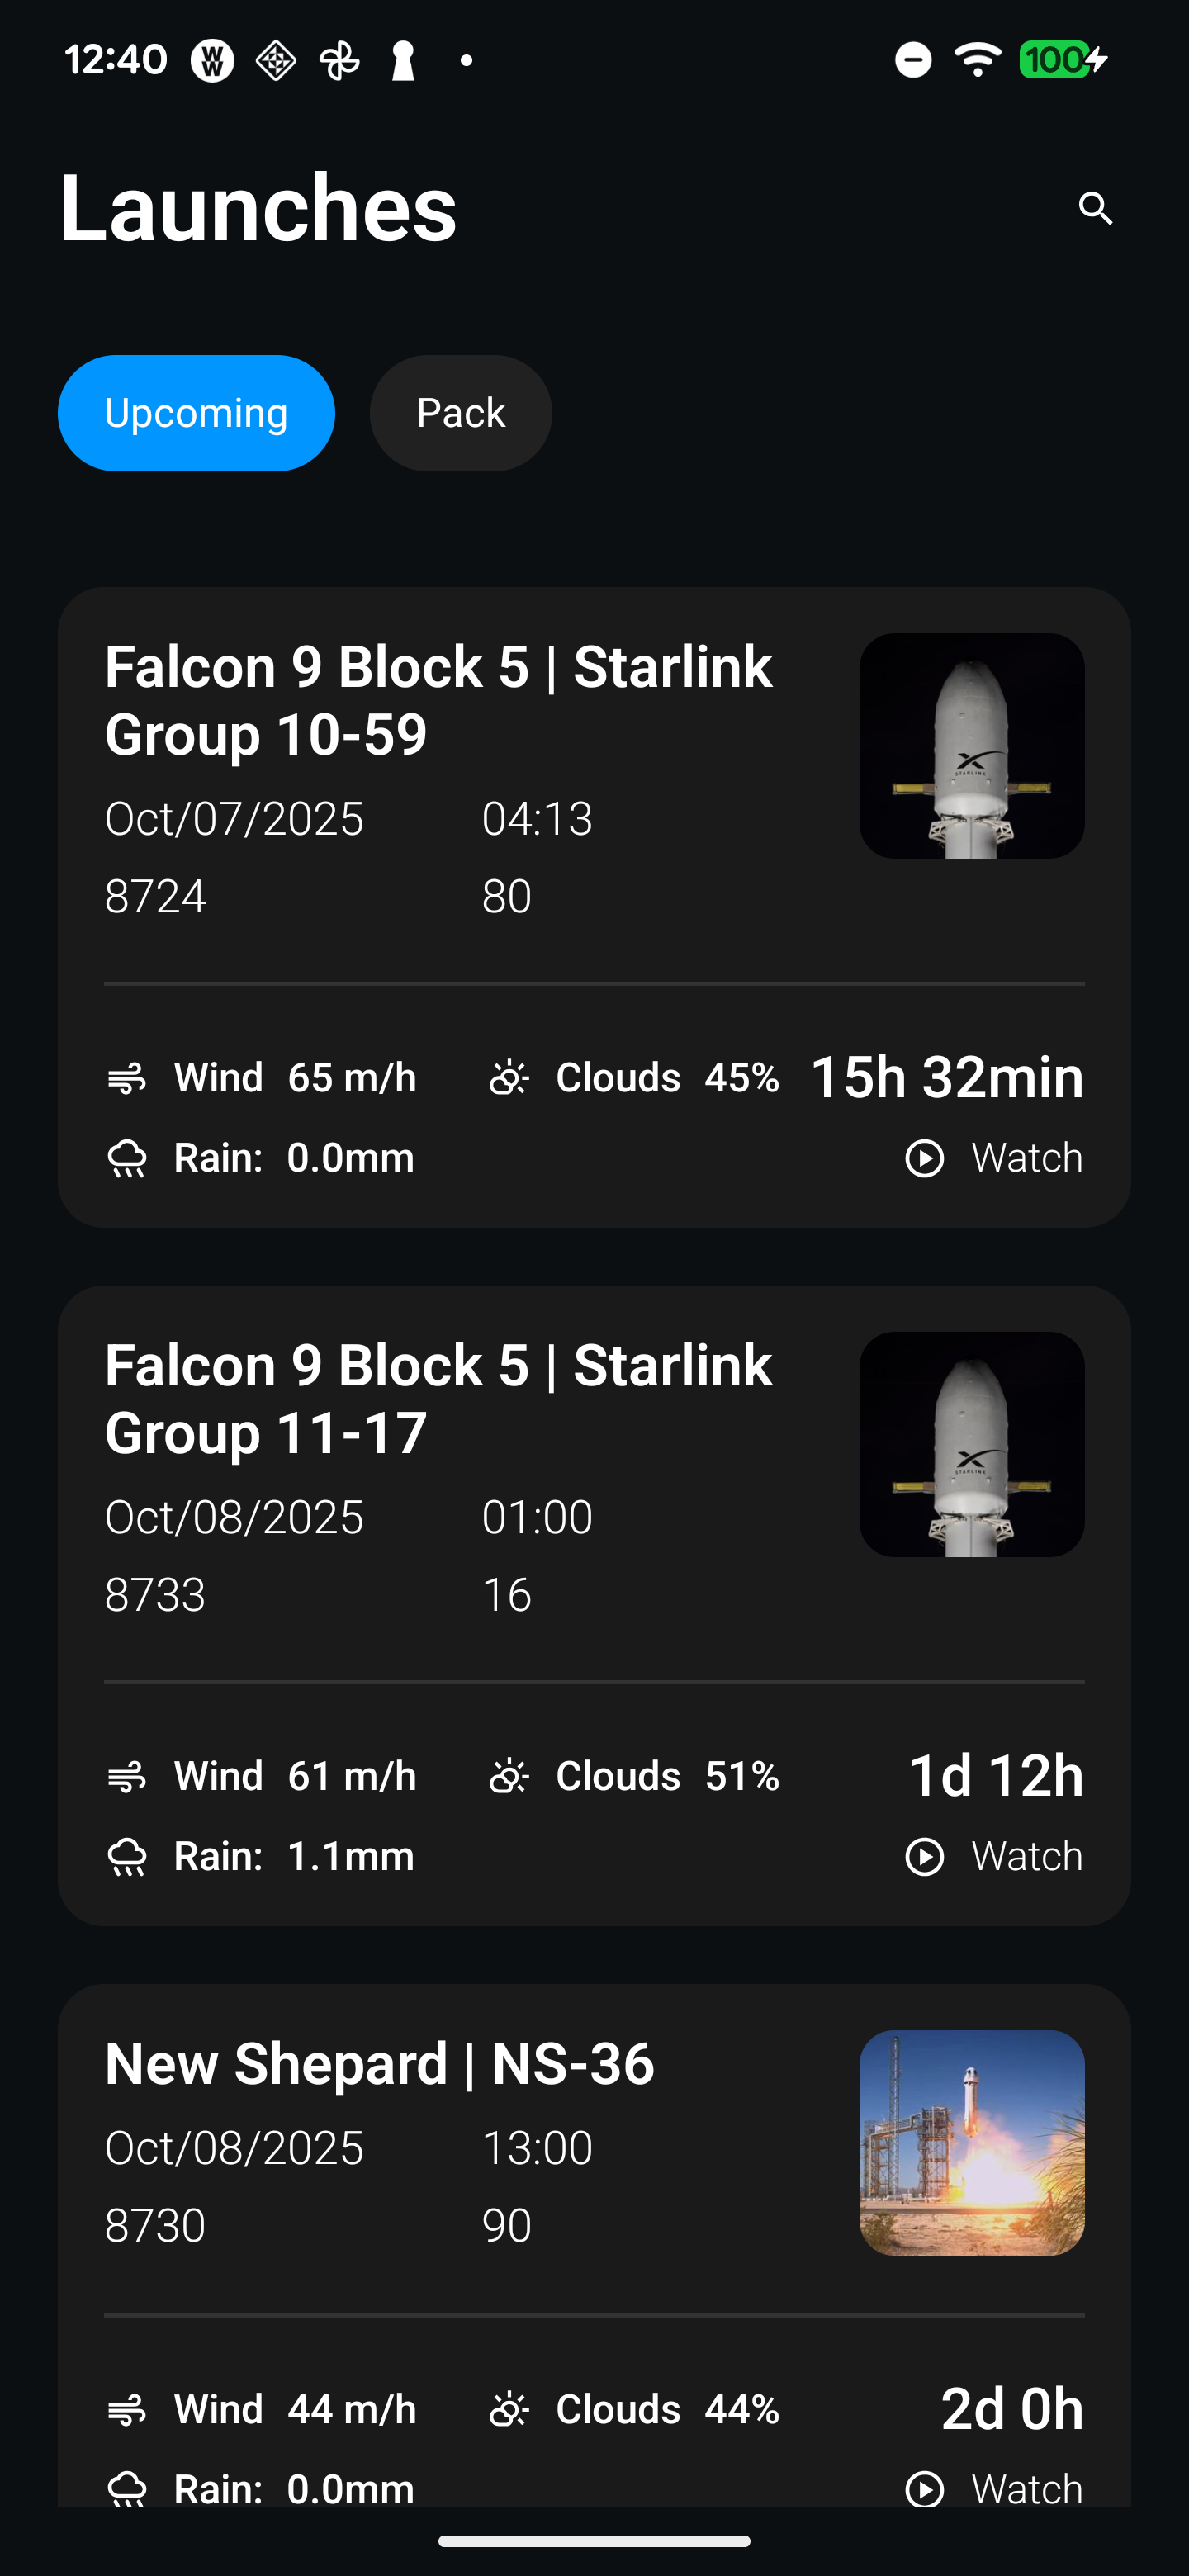 12:40
100
Launches
Upcoming Pack
Falcon 9 Block 5 | Starlink
Group 10-59
Oct/07/2025 04:13
8724 80
STARLINK
Wind 65 m/h Clouds 45% 15h 32min
Rain: 0.0mm Watch
Falcon 9 Block 5 | Starlink
Group 11-17
Oct/08/2025 01:00
8733 16
STARLINK
Wind 61 m/h Clouds 51% 1d 12h
Rain: 1.1mm Watch
New Shepard | NS-36
Oct/08/2025 13:00
8730 90
Wind 44 m/h Clouds 44% 2d 0h
Rain: 0.0mm Watch